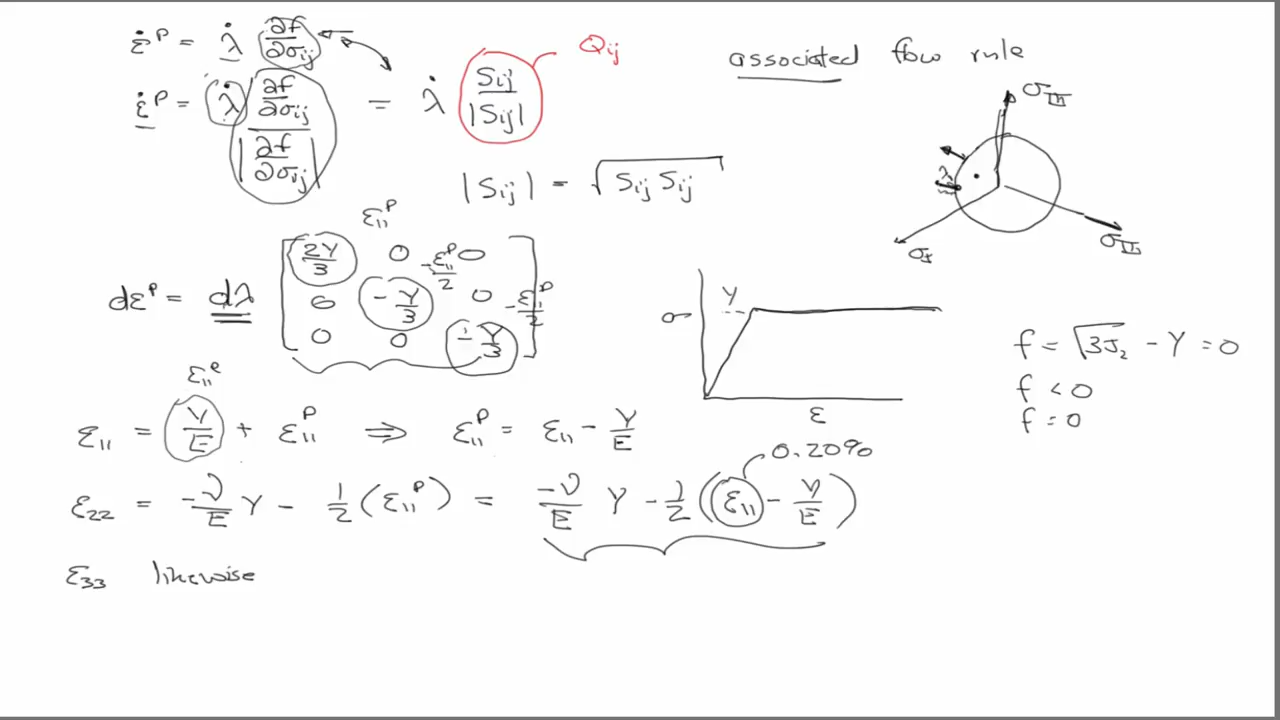 ε̇ᵖ = λ̇ ∂f/∂σij
associated flow rule
ε̇ᵖ = λ̇ (∂f/∂σij)/|∂f/∂σij| = λ̇ Sij/|Sij| Qij
|Sij| = √(Sij Sij)
σIII
λ̇
σI
σII
ε₁₁ᵖ
dεᵖ = dλ [2Y/3 0 0
0 -Y/3 0
0 0 -Y/3]
-ε₁₁ᵖ/2
-ε₁₁ᵖ/2
σ Y
ε
f = √3J₂ - Y = 0
f < 0
f = 0
ε₁₁ᵉ
ε₁₁ = Y/E + ε₁₁ᵖ ⇒ ε₁₁ᵖ = ε₁₁ - Y/E
0.20%
ε₂₂ = -ν/E Y - 1/2 (ε₁₁ᵖ) = -ν/E Y - 1/2 (ε₁₁ - Y/E)
ε₃₃ likewise